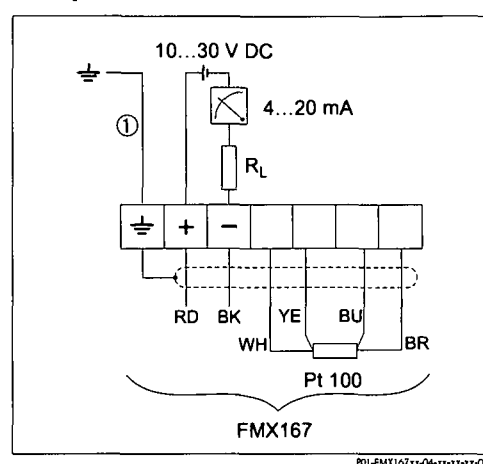 10...30 V DC
4...20 mA
①
R_L
+ −
RD BK YE BU
WH BR
Pt 100
FMX167